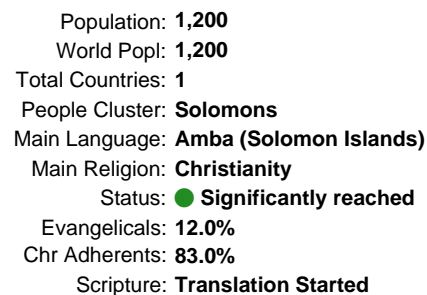 Population: 1,200
World Popl: 1,200
Total Countries: 1
People Cluster: Solomons
Main Language: Amba (Solomon Islands)
Main Religion: Christianity
Status: Significantly reached
Evangelicals: 12.0%
Chr Adherents: 83.0%
Scripture: Translation Started